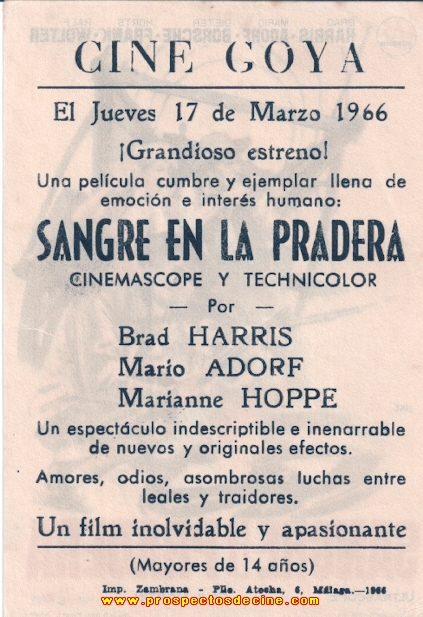 CINE GOYA
El Jueves 17 de Marzo 1966
¡Grandioso estreno!
Una película cumbre y ejemplar llena de
emoción e interés humano:
SANGRE EN LA PRADERA
CINEMASCOPE Y TECHNICOLOR
— Por —
Brad HARRIS
Mario ADORF
Marianne HOPPE
Un espectáculo indescriptible e inenarrable
de nuevos y originales efectos.
Amores, odios, asombrosas luchas entre
leales y traidores.
Un film inolvidable y apasionante
(Mayores de 14 años)
Imp. Zambrana - Plle. Atocha, 6, Málaga.—1966
www.prospectosdecine.com